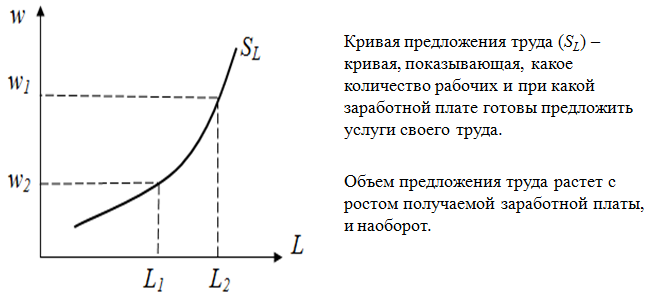 w
S_L
w_1
w_2
L_1
L_2
L
Кривая предложения труда (S_L) –
кривая, показывающая, какое
количество рабочих и при какой
заработной плате готовы предложить
услуги своего труда.
Объем предложения труда растет с
ростом получаемой заработной платы,
и наоборот.